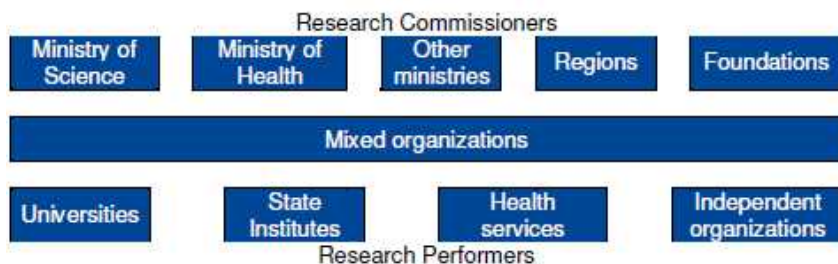 Research Commissioners
Ministry of Science
Ministry of Health
Other ministries
Regions
Foundations
Mixed organizations
Universities
State Institutes
Health services
Independent organizations
Research Performers